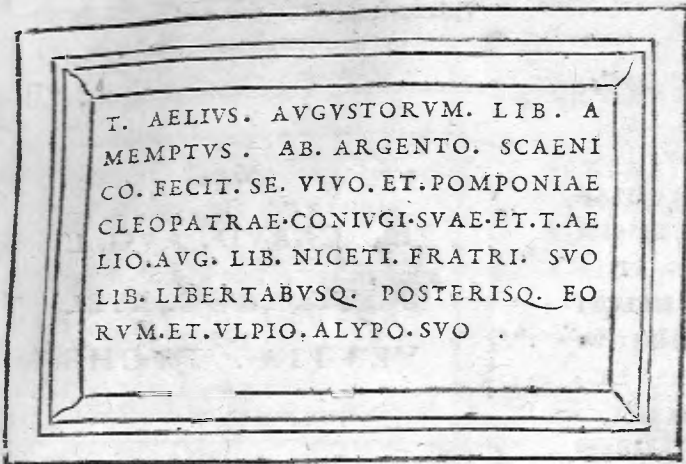 T. AELIVS. AVGVSTORVM. LIB. A
MEMPTVS. AB. ARGENTO. SCAENI
CO. FECIT. SE. VIVO. ET. POMPONIAE
CLEOPATRAE·CONIVGI·SVAE·ET.T.AE
LIO.AVG. LIB. NICETI. FRATRI. SVO
LIB. LIBERTABVSQ. POSTERISQ. EO
RVM.ET.VLPIO.ALYPO.SVO .